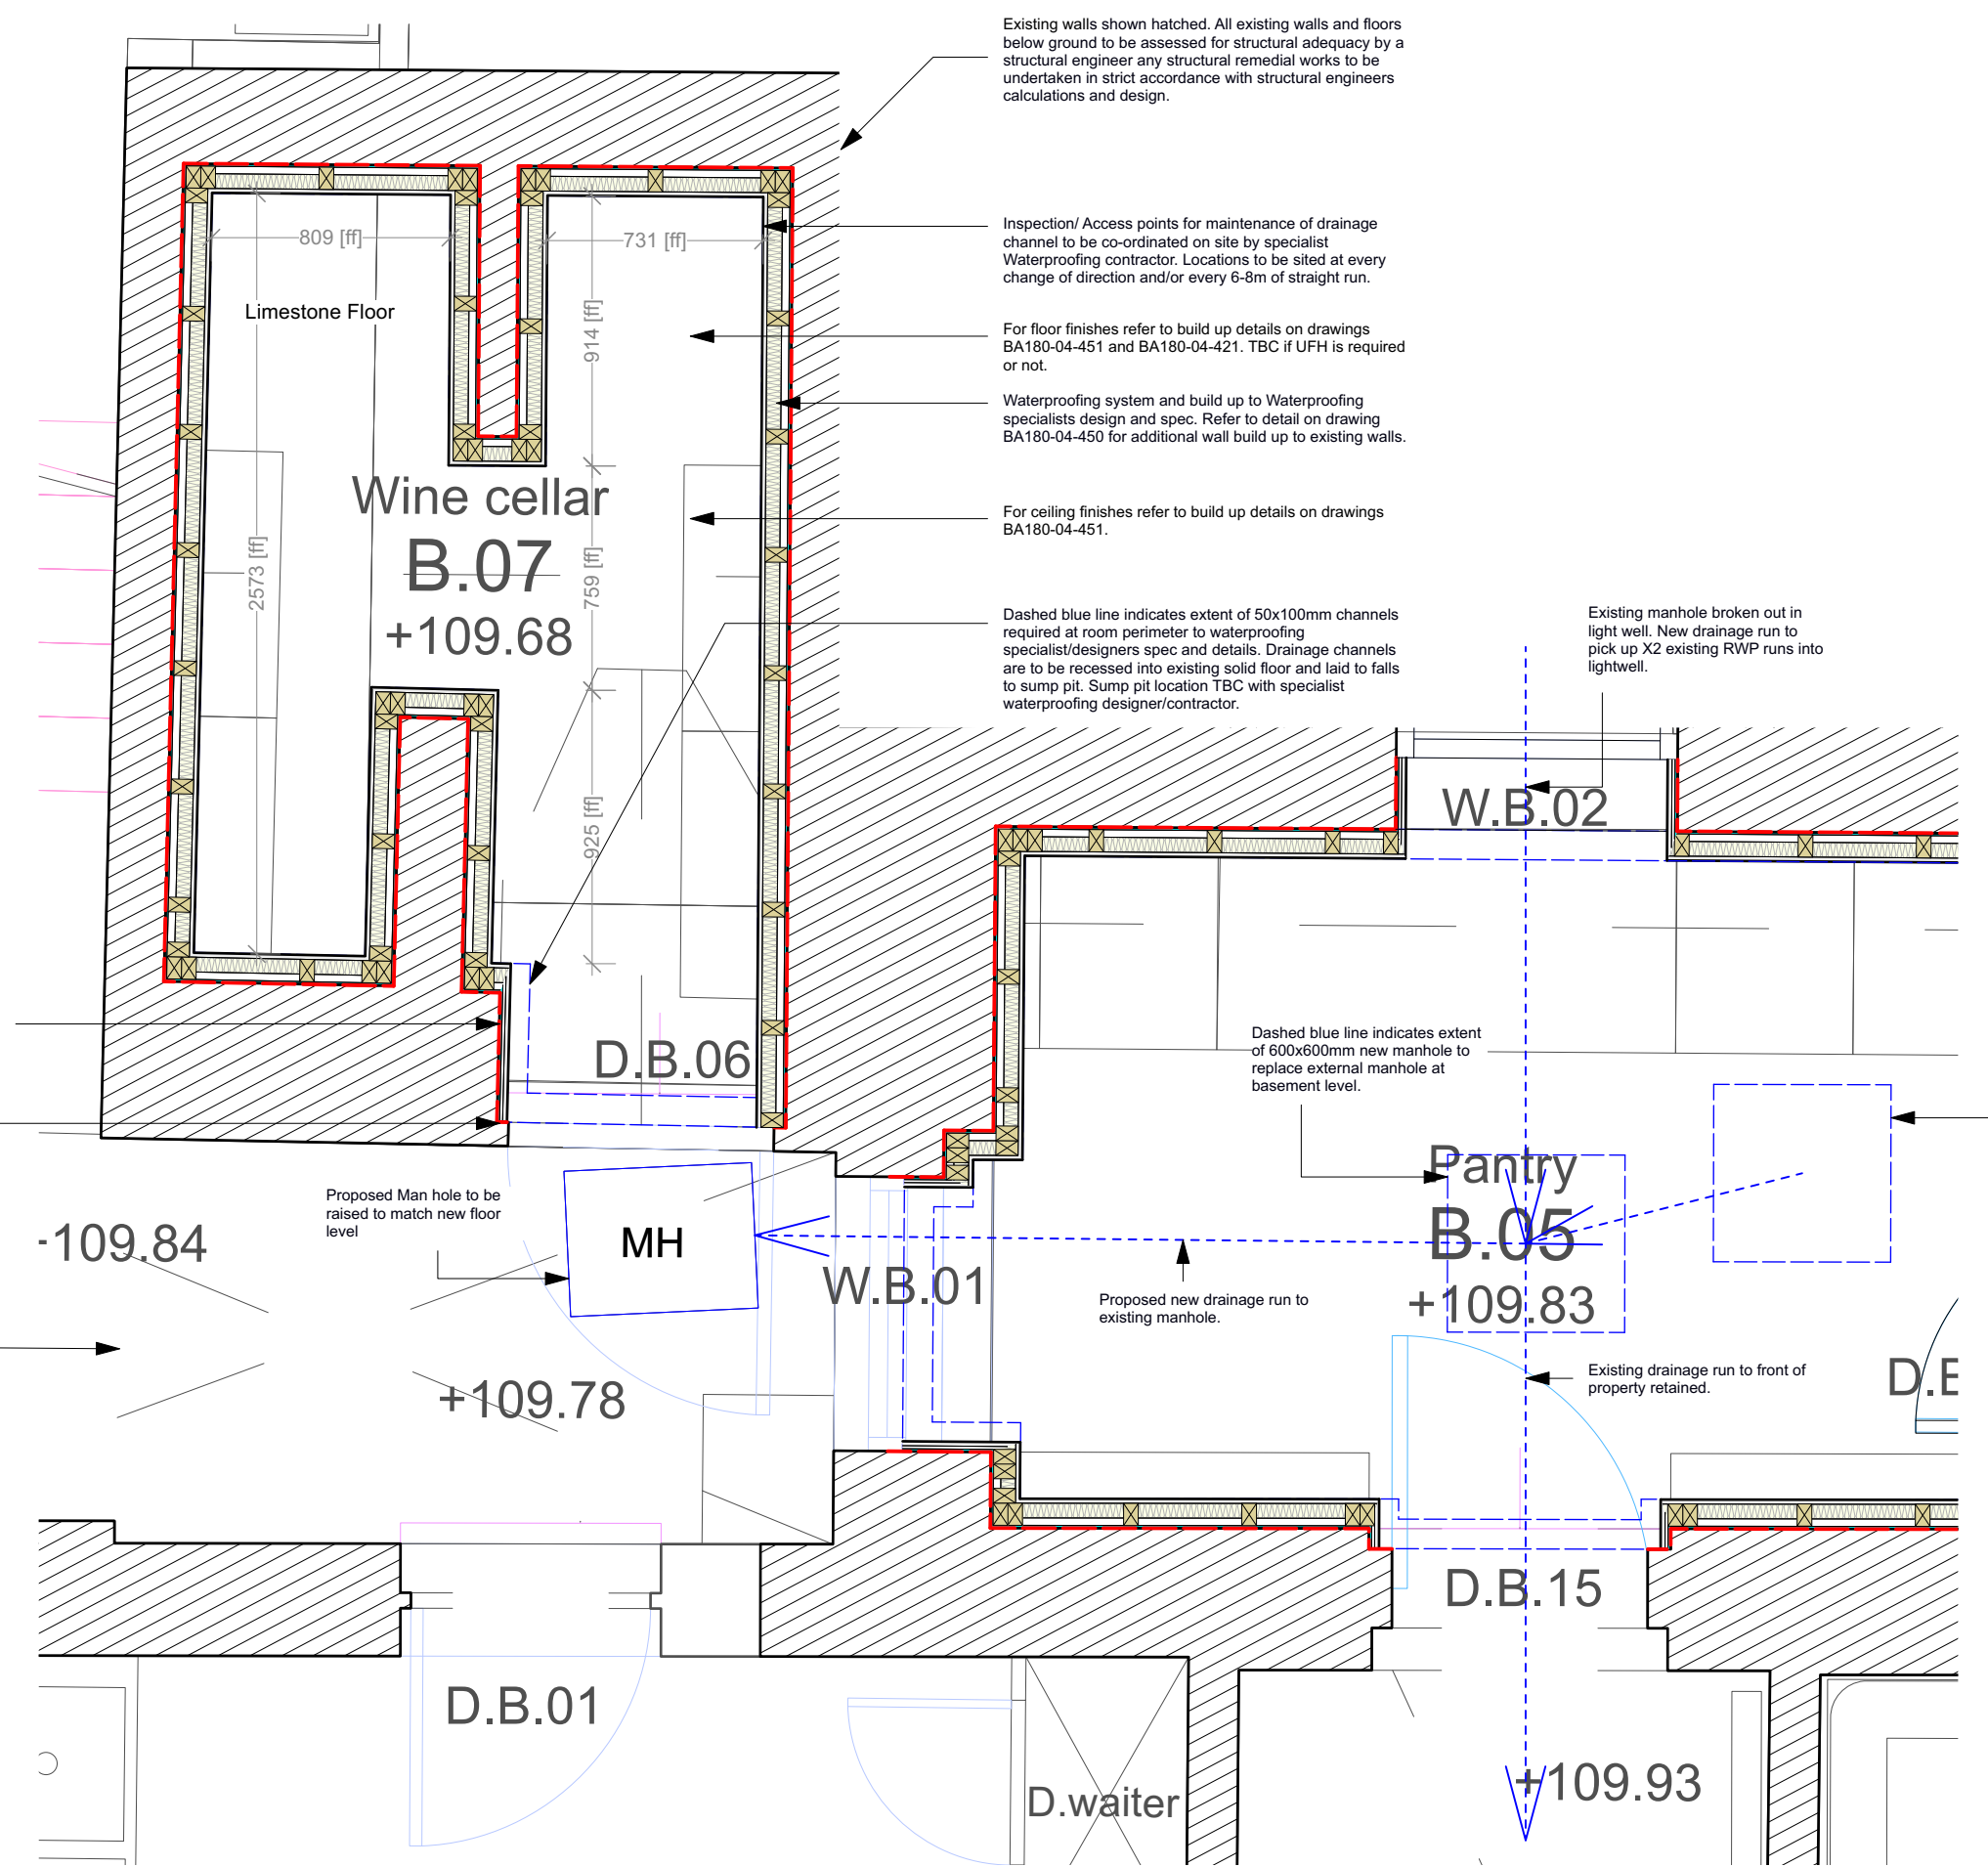 Existing walls shown hatched. All existing walls and floors
below ground to be assessed for structural adequacy by a
structural engineer any structural remedial works to be
undertaken in strict accordance with structural engineers
calculations and design.
Inspection/ Access points for maintenance of drainage
channel to be co-ordinated on site by specialist
Waterproofing contractor. Locations to be sited at every
change of direction and/or every 6-8m of straight run.
For floor finishes refer to build up details on drawings
BA180-04-451 and BA180-04-421. TBC if UFH is required
or not.
Waterproofing system and build up to Waterproofing
specialists design and spec. Refer to detail on drawing
BA180-04-450 for additional wall build up to existing walls.
For ceiling finishes refer to build up details on drawings
BA180-04-451.
Dashed blue line indicates extent of 50x100mm channels
required at room perimeter to waterproofing
specialist/designers spec and details. Drainage channels
are to be recessed into existing solid floor and laid to falls
to sump pit. Sump pit location TBC with specialist
waterproofing designer/contractor.
Existing manhole broken out in
light well. New drainage run to
pick up X2 existing RWP runs into
lightwell.
809 [ff]
731 [ff]
Limestone Floor
914 [ff]
Wine cellar
B.07
+109.68
2573 [ff]
759 [ff]
925 [ff]
W.B.02
D.B.06
Dashed blue line indicates extent
of 600x600mm new manhole to
replace external manhole at
basement level.
Pantry
B.05
+109.83
Proposed Man hole to be
raised to match new floor
level
-109.84
MH
W.B.01
Proposed new drainage run to
existing manhole.
Existing drainage run to front of
property retained.
+109.78
D.B.15
D.B.01
D.waiter
+109.93